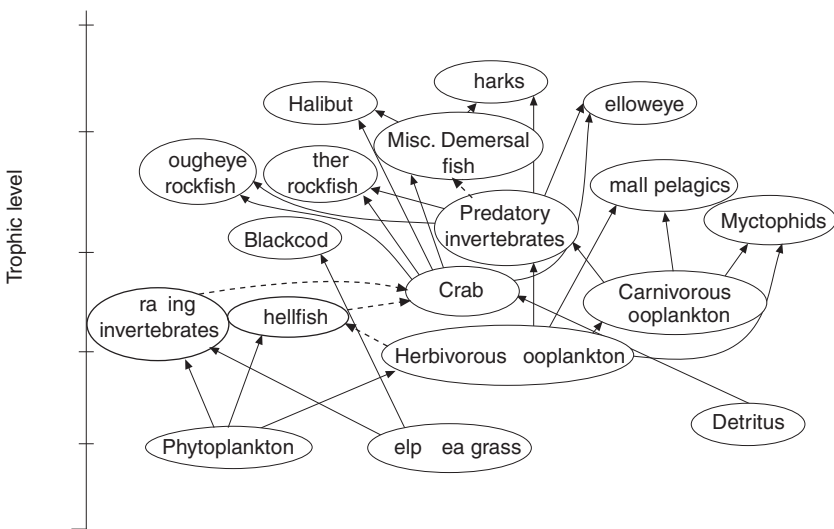 harks
Halibut
elloweye
Misc. Demersal
fish
ougheye
rockfish
ther
rockfish
mall pelagics
Predatory
invertebrates
Myctophids
Blackcod
Trophic level
Crab
Carnivorous
ooplankton
ra ing
invertebrates
hellfish
Herbivorous ooplankton
Detritus
Phytoplankton
elp ea grass